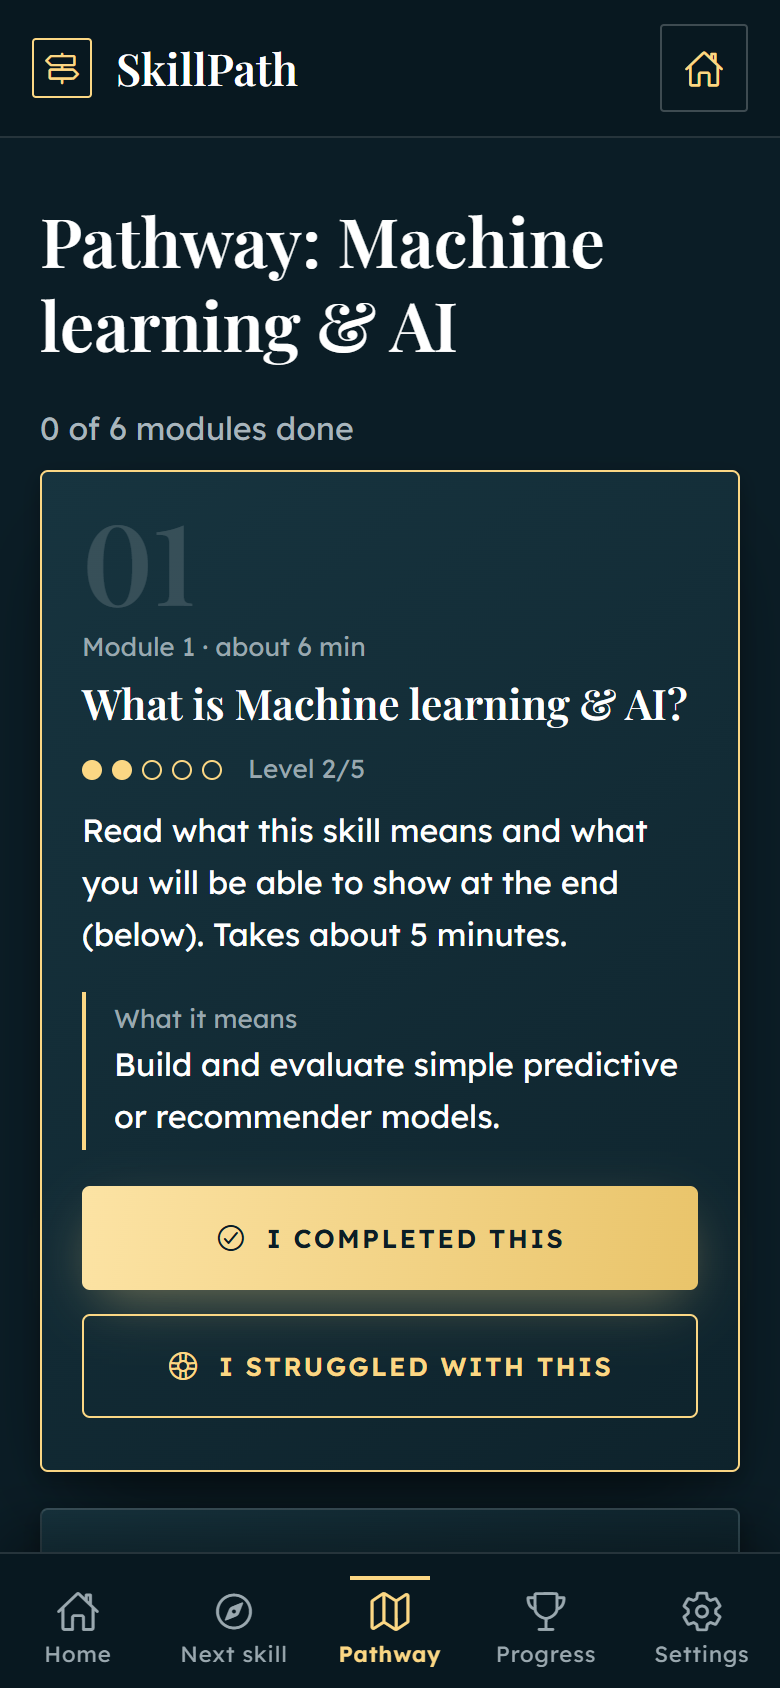 SkillPath
Pathway: Machine
learning & AI
0 of 6 modules done
01
Module 1 · about 6 min
What is Machine learning & AI?
Level 2/5
Read what this skill means and what
you will be able to show at the end
(below). Takes about 5 minutes.
What it means
Build and evaluate simple predictive
or recommender models.
I COMPLETED THIS
I STRUGGLED WITH THIS
Home Next skill Pathway Progress Settings